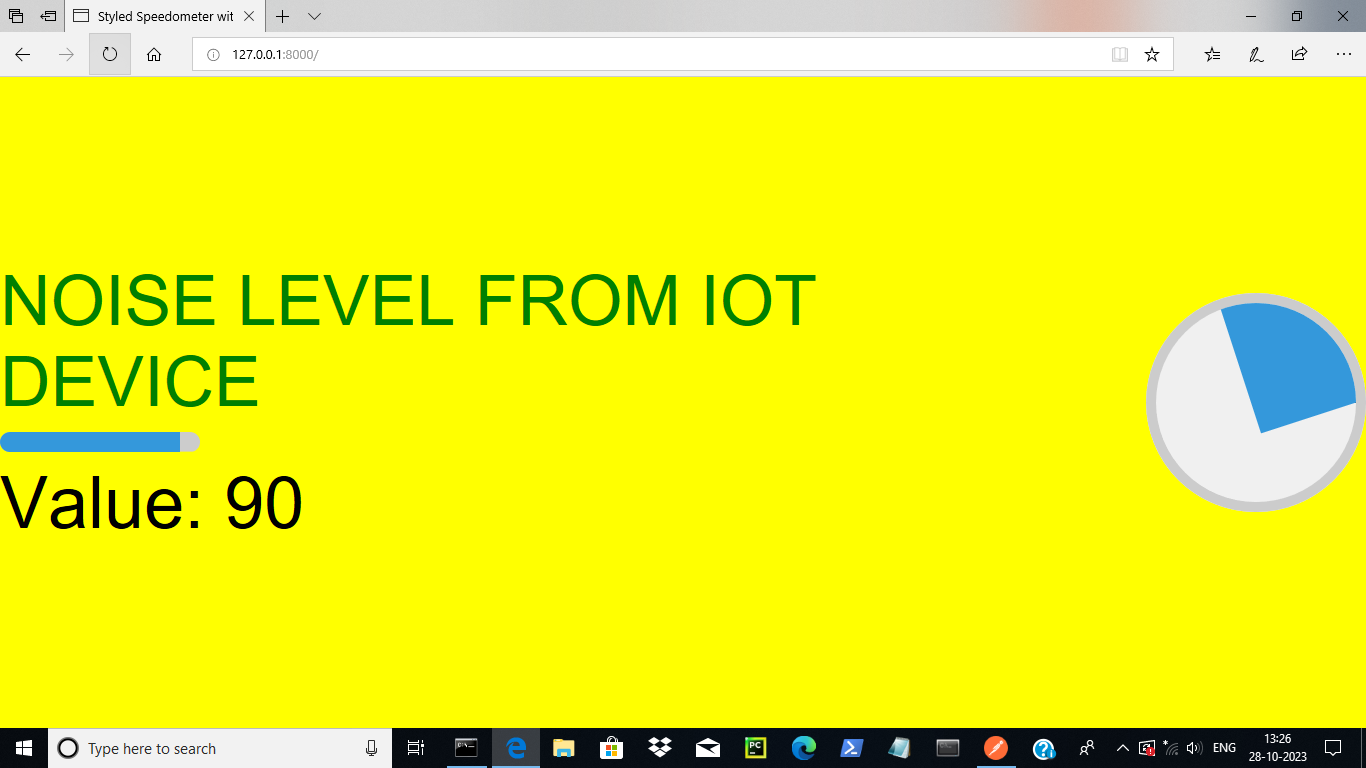 Styled Speedometer wit
127.0.0.1:8000/
NOISE LEVEL FROM IOT
DEVICE
Value: 90
Type here to search
PC
ENG
13:26
28-10-2023